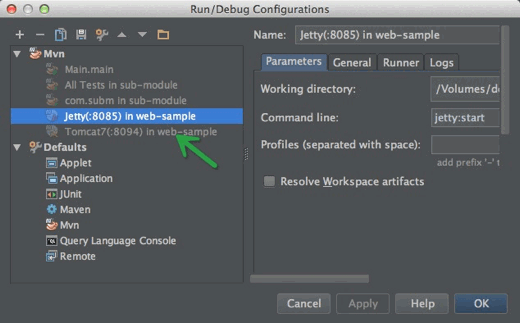 Run/Debug Configurations
Name: Jetty(:8085) in web-sample
Mvn
Main.main
All Tests in sub-module
com.subm in sub-module
Jetty(:8085) in web-sample
Tomcat7(:8094) in web-sample
Defaults
Applet
Application
JUnit
Maven
Mvn
Query Language Console
Remote
Parameters General Runner Logs
Working directory: /Volumes/de
Command line: jetty:start
Profiles (separated with space):
add prefix '-' t
Resolve Workspace artifacts
Cancel Apply Help OK